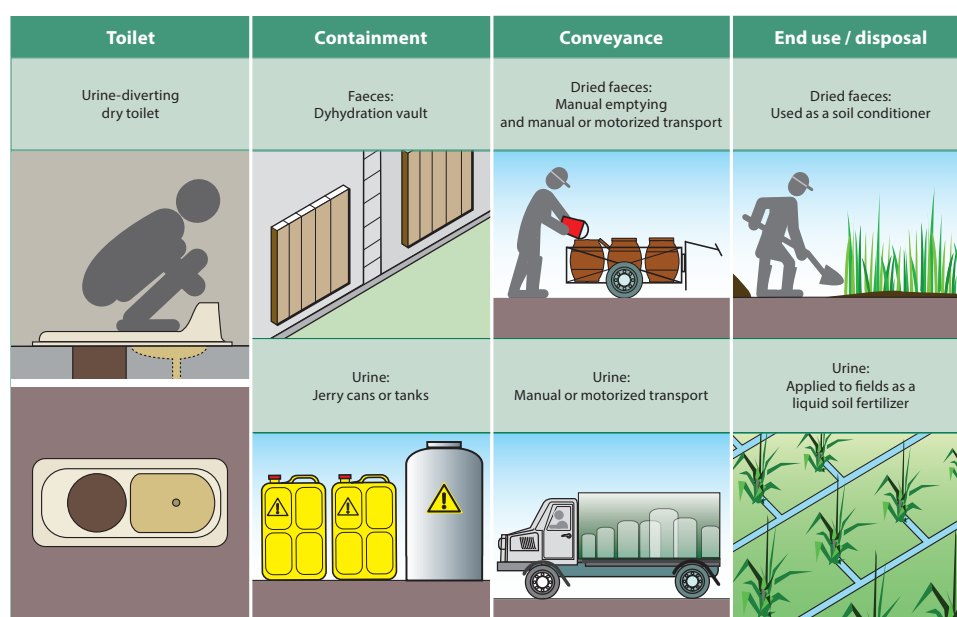 Toilet
Containment
Conveyance
End use / disposal
Urine-diverting
dry toilet
Faeces:
Dyhydration vault
Dried faeces:
Manual emptying
and manual or motorized transport
Dried faeces:
Used as a soil conditioner
Urine:
Jerry cans or tanks
Urine:
Manual or motorized transport
Urine:
Applied to fields as a
liquid soil fertilizer